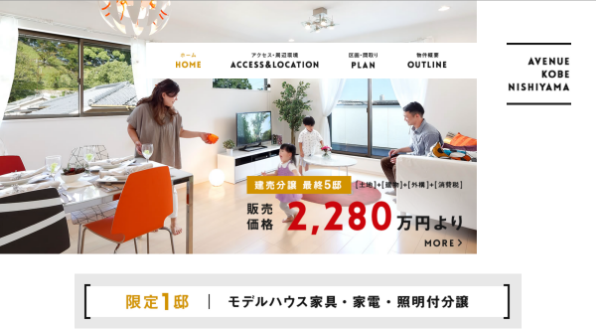 ホーム
HOME
アクセス・周辺環境
ACCESS&LOCATION
区画・間取り
PLAN
物件概要
OUTLINE
AVENUE
KOBE
NISHIYAMA
建売分譲 最終5邸
[土地]+[建物]+[外構]+[消費税]
販売価格 2,280万円より
MORE >
限定1邸 | モデルハウス家具・家電・照明付分譲